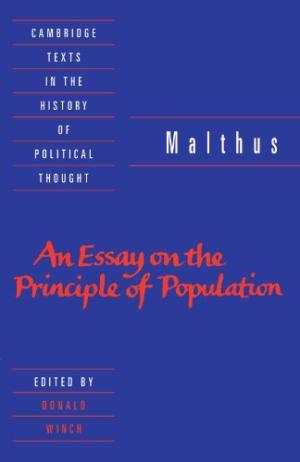 CAMBRIDGE
TEXTS
IN THE
HISTORY
OF
POLITICAL
THOUGHT
Malthus
An Essay on the
Principle of Population
EDITED BY
DONALD
WINCH